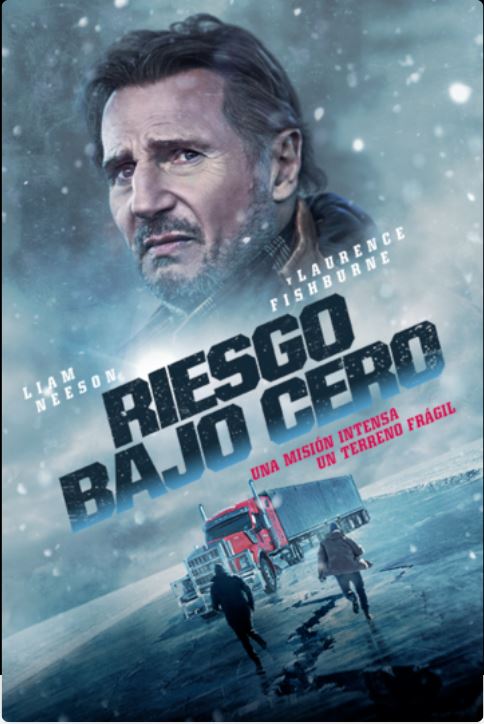 Y LAURENCE
FISHBURNE
LIAM
NEESON
RIESGO
BAJO CERO
UNA MISIÓN INTENSA
UN TERRENO FRÁGIL